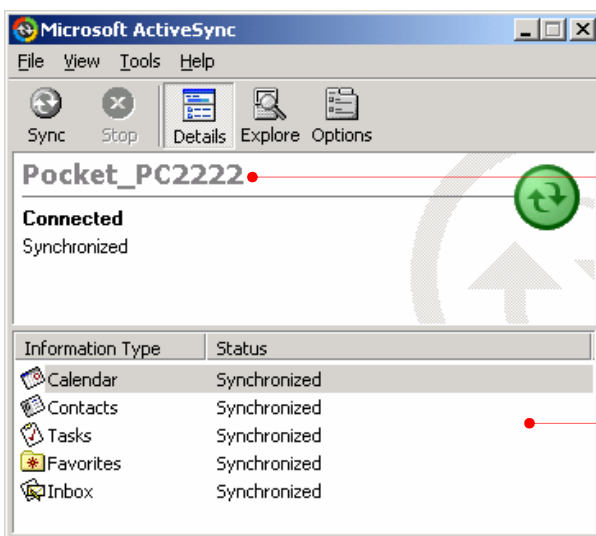 Microsoft ActiveSync
File View Tools Help
Sync Stop Details Explore Options
Pocket_PC2222
Connected
Synchronized
Information Type Status
Calendar Synchronized
Contacts Synchronized
Tasks Synchronized
Favorites Synchronized
Inbox Synchronized